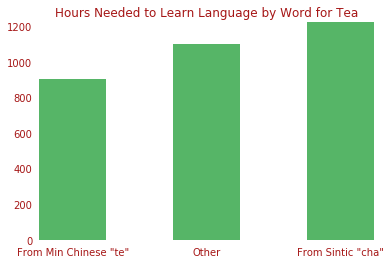 Hours Needed to Learn Language by Word for Tea
1200
1000
800
600
400
200
0
From Min Chinese "te"
Other
From Sintic "cha"